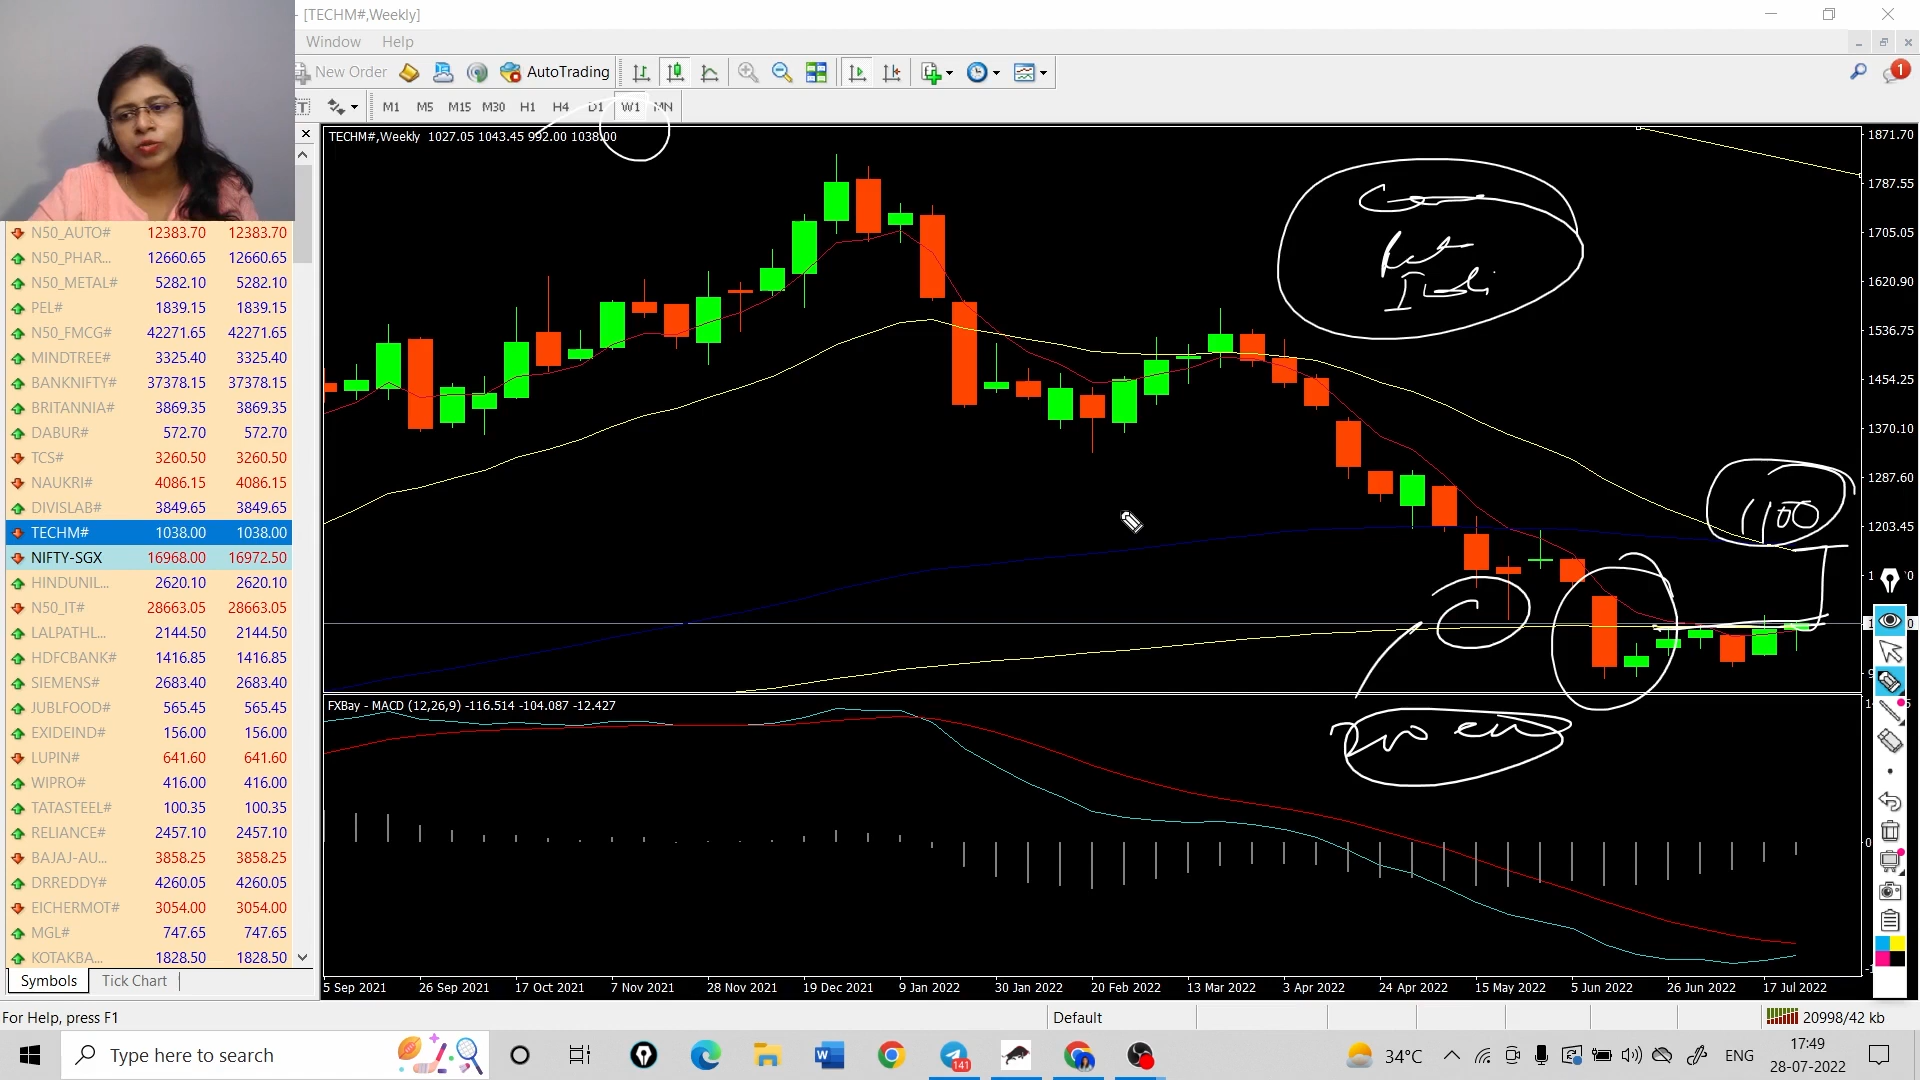 - [TECHM#,Weekly]
Window Help
New Order AutoTrading
M1 M5 M15 M30 H1 H4 D1 W1 MN
TECHM#,Weekly 1027.05 1043.45 992.00 1038.00
1871.70
1787.55
1705.05
1620.90
1536.75
1454.25
1370.10
1287.60
1203.45
1100
N50_AUTO# 12383.70 12383.70
N50_PHAR... 12660.65 12660.65
N50_METAL# 5282.10 5282.10
PEL# 1839.15 1839.15
N50_FMCG# 42271.65 42271.65
MINDTREE# 3325.40 3325.40
BANKNIFTY# 37378.15 37378.15
BRITANNIA# 3869.35 3869.35
DABUR# 572.70 572.70
TCS# 3260.50 3260.50
NAUKRI# 4086.15 4086.15
DIVISLAB# 3849.65 3849.65
TECHM# 1038.00 1038.00
NIFTY-SGX 16968.00 16972.50
HINDUNIL... 2620.10 2620.10
N50_IT# 28663.05 28663.05
LALPATHL... 2144.50 2144.50
HDFCBANK# 1416.85 1416.85
SIEMENS# 2683.40 2683.40
JUBLFOOD# 565.45 565.45
EXIDEIND# 156.00 156.00
LUPIN# 641.60 641.60
WIPRO# 416.00 416.00
TATASTEEL# 100.35 100.35
RELIANCE# 2457.10 2457.10
BAJAJ-AU... 3858.25 3858.25
DRREDDY# 4260.05 4260.05
EICHERMOT# 3054.00 3054.00
MGL# 747.65 747.65
KOTAKBA... 1828.50 1828.50
Symbols Tick Chart
FXBay - MACD (12,26,9) -116.514 -104.087 -12.427
0
5 Sep 2021 26 Sep 2021 17 Oct 2021 7 Nov 2021 28 Nov 2021 19 Dec 2021 9 Jan 2022 30 Jan 2022 20 Feb 2022 13 Mar 2022 3 Apr 2022 24 Apr 2022 15 May 2022 5 Jun 2022 26 Jun 2022 17 Jul 2022
For Help, press F1 Default 20998/42 kb
Type here to search 141 34°C ENG 17:49
28-07-2022
1